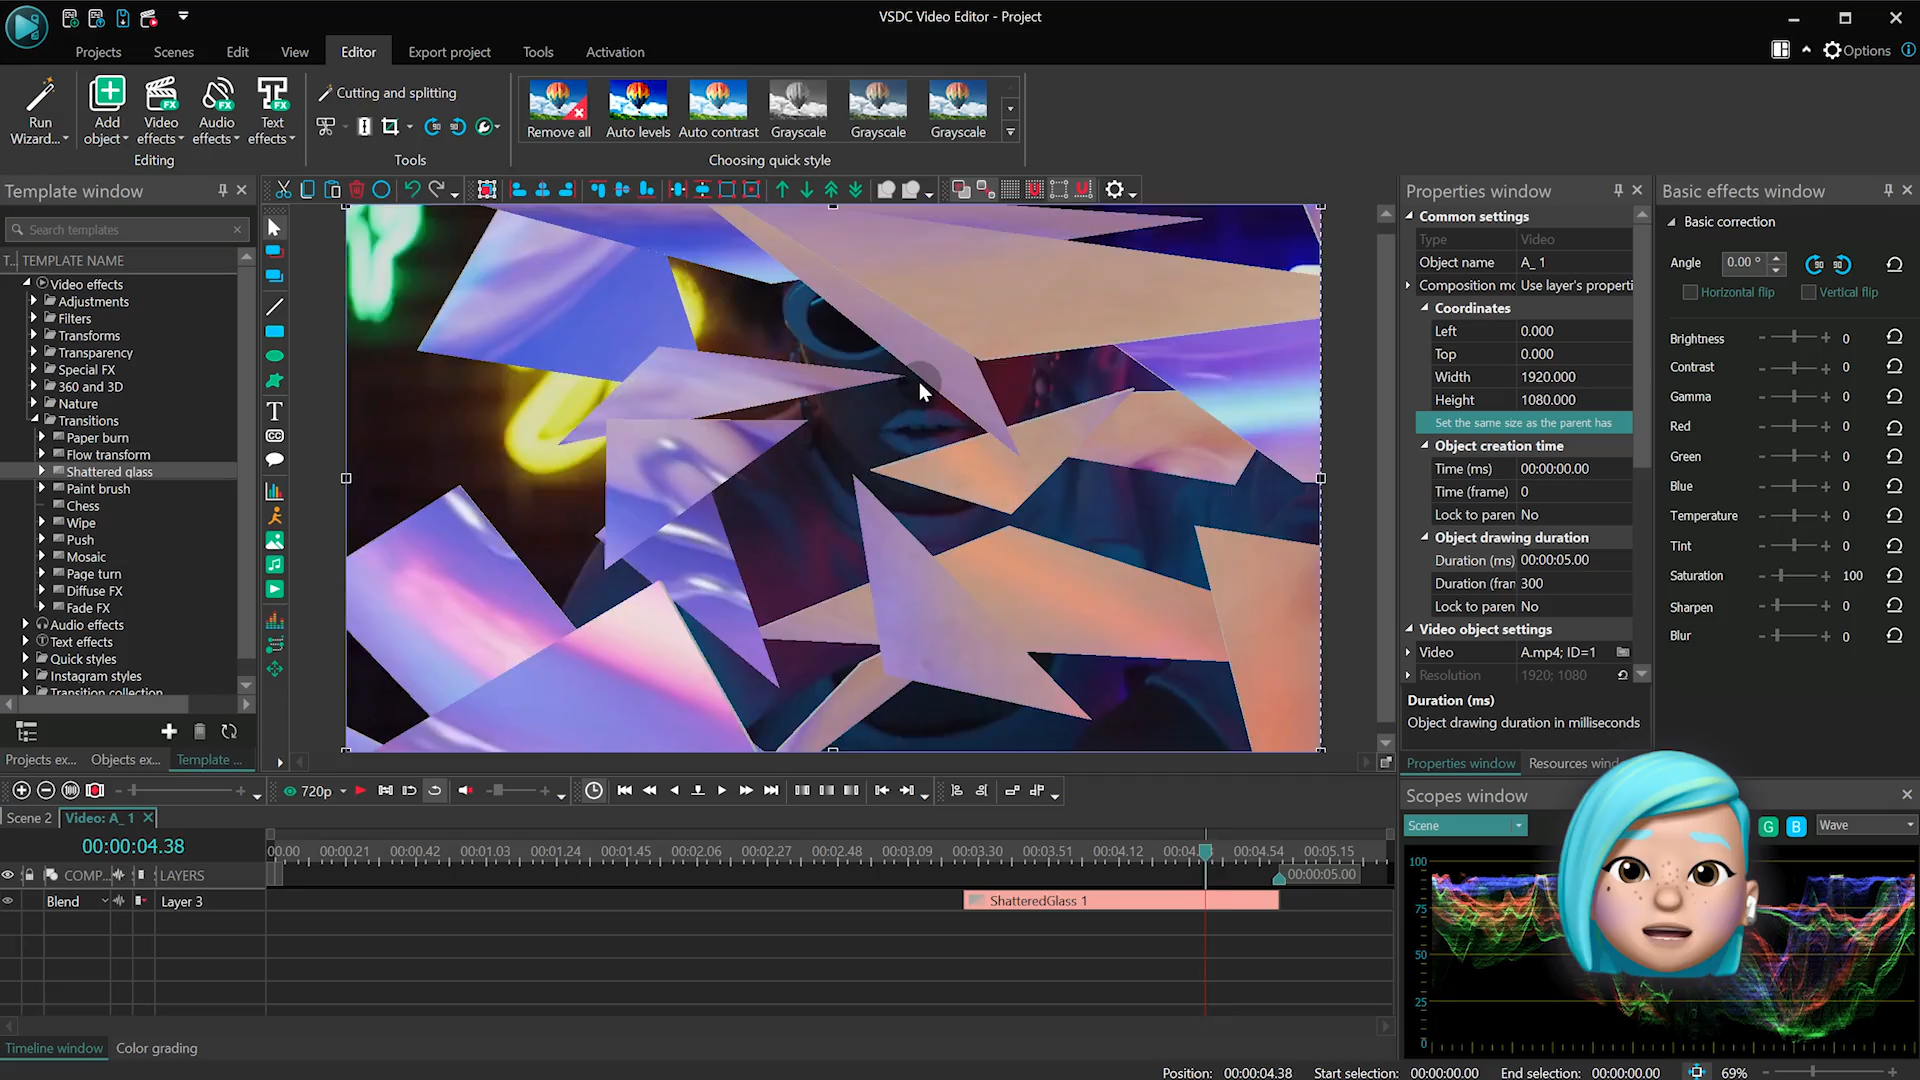 VSDC Video Editor - Project
Projects Scenes Edit View Editor Export project Tools Activation
Options
Run Wizard...
Add object
Video effects
Audio effects
Text effects
Editing
Cutting and splitting
Tools
Remove all
Auto levels
Auto contrast
Grayscale
Grayscale
Grayscale
Choosing quick style
Template window
Search templates
T... TEMPLATE NAME
Video effects
Adjustments
Filters
Transforms
Transparency
Special FX
360 and 3D
Nature
Transitions
Paper burn
Flow transform
Shattered glass
Paint brush
Chess
Wipe
Push
Mosaic
Page turn
Diffuse FX
Fade FX
Audio effects
Text effects
Quick styles
Instagram styles
Transition collection
Projects ex... Objects ex... Template ...
Properties window
Common settings
Type Video
Object name A_ 1
Composition mo Use layer's properti
Coordinates
Left 0.000
Top 0.000
Width 1920.000
Height 1080.000
Set the same size as the parent has
Object creation time
Time (ms) 00:00:00.00
Time (frame) 0
Lock to paren No
Object drawing duration
Duration (ms) 00:00:05.00
Duration (fran 300
Lock to paren No
Video object settings
Video A.mp4; ID=1
Resolution 1920; 1080
Duration (ms)
Object drawing duration in milliseconds
Properties window Resources wind
Basic effects window
Basic correction
Angle 0.00 °
90 90
Horizontal flip Vertical flip
Brightness 0
Contrast 0
Gamma 0
Red 0
Green 0
Blue 0
Temperature 0
Tint 0
Saturation 100
Sharpen 0
Blur 0
720p
Scene 2 Video: A_ 1
00:00:04.38
00.00 00:00.21 00:00.42 00:01.03 00:01.24 00:01.45 00:02.06 00:02.27 00:02.48 00:03.09 00:03.30 00:03.51 00:04.12 00:04. 00:04.54 00:05.15
00:00:05.00
COMP... LAYERS
Blend Layer 3
ShatteredGlass 1
Timeline window Color grading
Scopes window
Scene
G B Wave
100
75
50
25
0
Position: 00:00:04.38 Start selection: 00:00:00.00 End selection: 00:00:00.00 69%